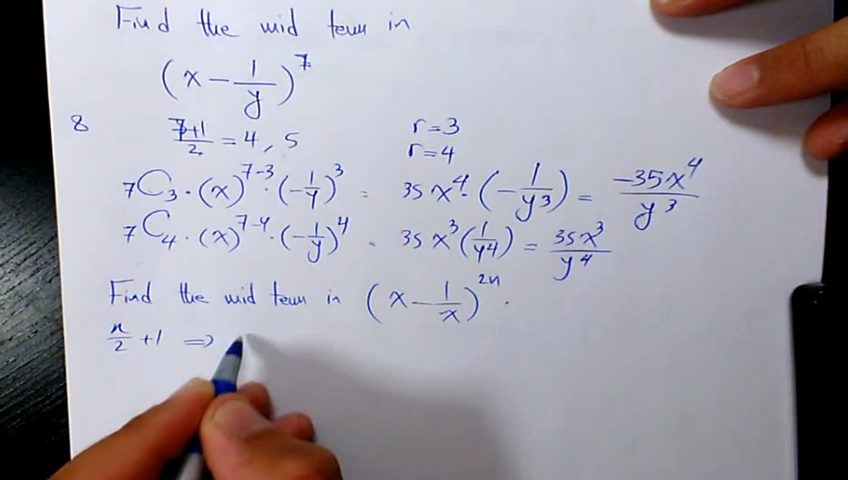 Find the mid term in
(x - 1/y)^7
8 7+1/2 = 4, 5 r=3
r=4
7C3 · (x)^7-3 · (-1/y)^3 = 35x^4 · (-1/y^3) = -35x^4/y^3
7C4 · (x)^7-4 · (-1/y)^4 = 35x^3 (1/y^4) = 35x^3/y^4
Find the mid term in (x - 1/x)^2n .
n/2 +1 ⇒